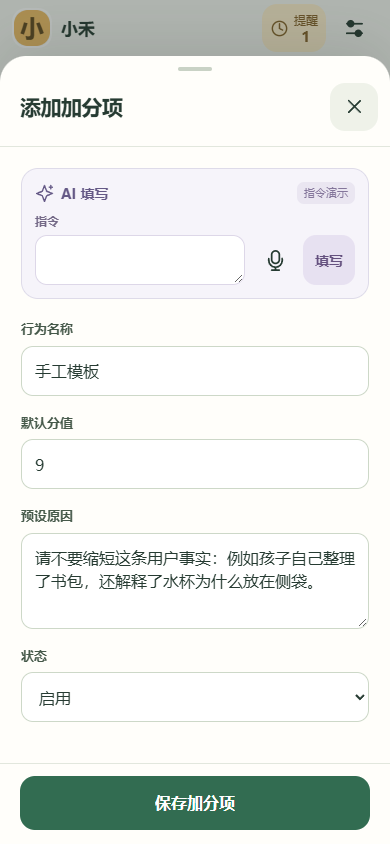 小
小禾
提醒
1
添加加分项
AI 填写
指令演示
指令
填写
行为名称
手工模板
默认分值
9
预设原因
请不要缩短这条用户事实：例如孩子自己整理
了书包，还解释了水杯为什么放在侧袋。
状态
启用
保存加分项